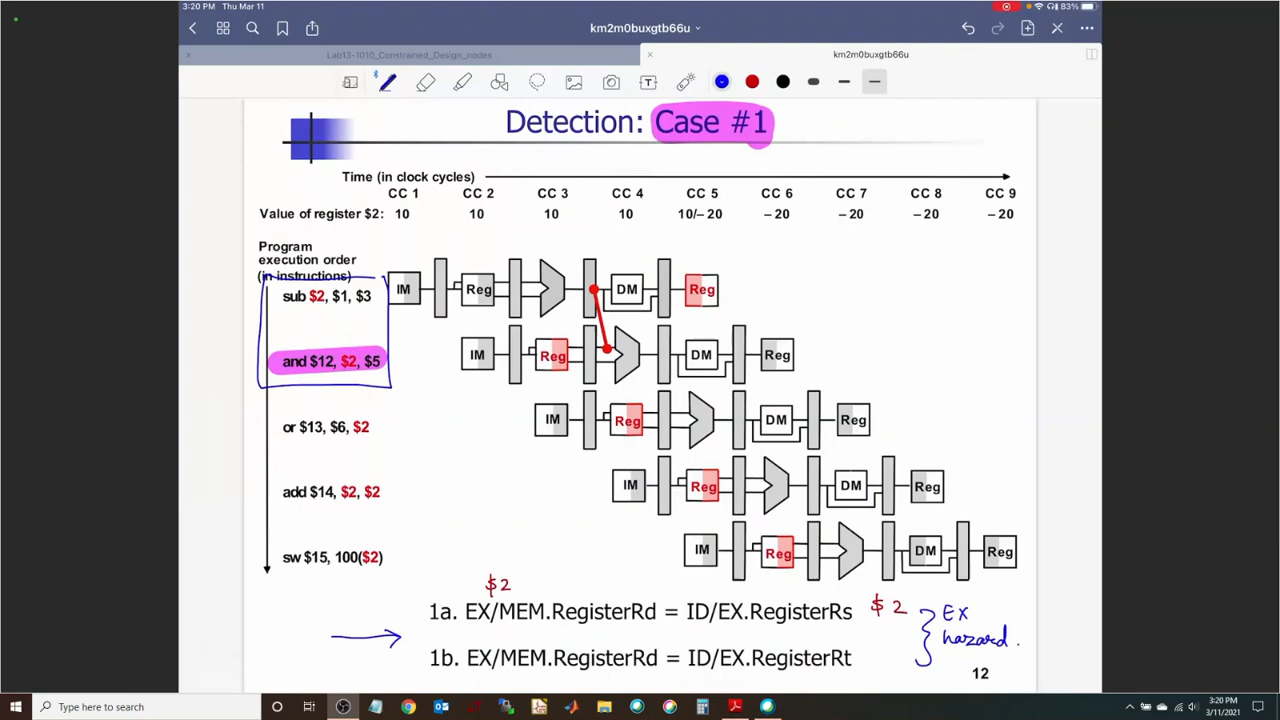 3:20 PM Thu Mar 11
83%
km2m0buxgtb66u
Lab13-1010_Constrained_Design_nodes
km2m0buxgtb66u
Detection: Case #1
Time (in clock cycles)
CC 1 CC 2 CC 3 CC 4 CC 5 CC 6 CC 7 CC 8 CC 9
Value of register $2: 10 10 10 10 10/– 20 – 20 – 20 – 20 – 20
Program
execution order
(in instructions)
sub $2, $1, $3
IM Reg DM Reg
and $12, $2, $5
IM Reg DM Reg
or $13, $6, $2
IM Reg DM Reg
add $14, $2, $2
IM Reg DM Reg
sw $15, 100($2)
IM Reg DM Reg
$2
1a. EX/MEM.RegisterRd = ID/EX.RegisterRs $2
1b. EX/MEM.RegisterRd = ID/EX.RegisterRt
EX
hazard.
12
Type here to search
3:20 PM
3/11/2021